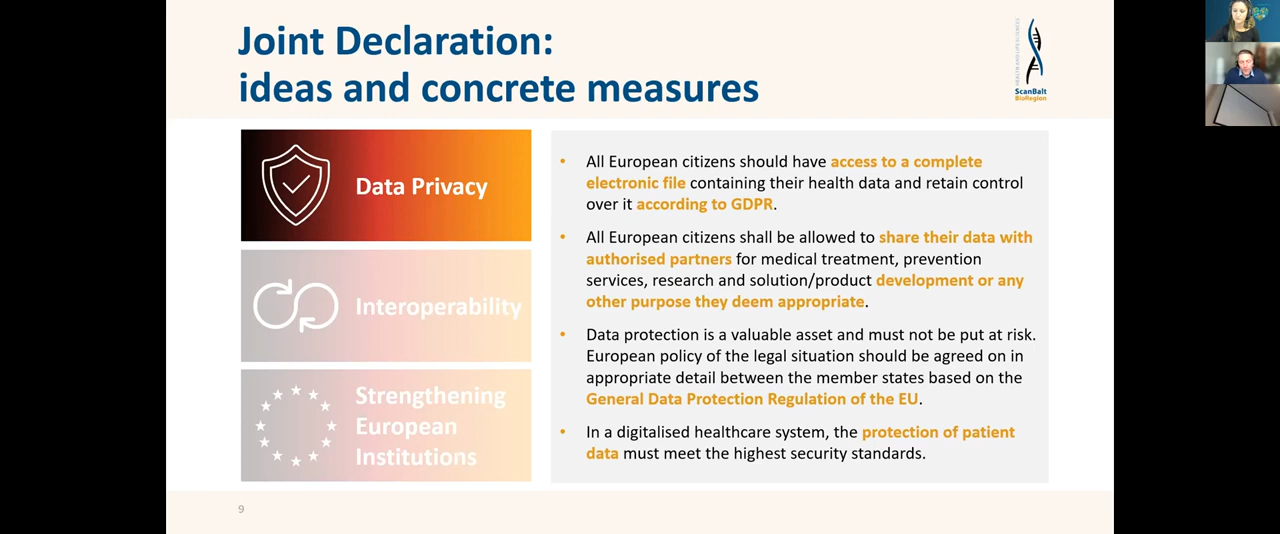 Joint Declaration:
ideas and concrete measures
HEALTH AND LIFE SCIENCES
ScanBalt
BioRegion
Data Privacy
Interoperability
Strengthening
European
Institutions
• All European citizens should have access to a complete
electronic file containing their health data and retain control
over it according to GDPR.
• All European citizens shall be allowed to share their data with
authorised partners for medical treatment, prevention
services, research and solution/product development or any
other purpose they deem appropriate.
• Data protection is a valuable asset and must not be put at risk.
European policy of the legal situation should be agreed on in
appropriate detail between the member states based on the
General Data Protection Regulation of the EU.
• In a digitalised healthcare system, the protection of patient
data must meet the highest security standards.
9